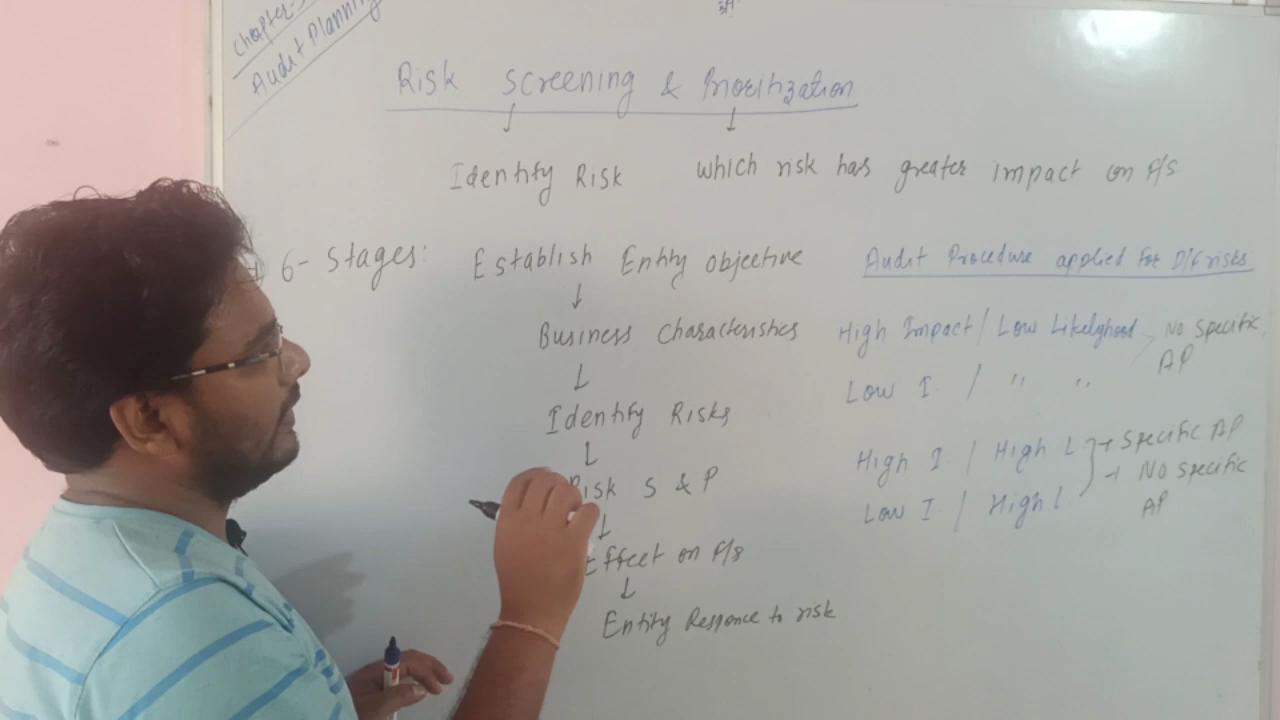 Chapter-
Audit Planning
Risk Screening & Prioritization
↓ ↓
Identify Risk which risk has greater impact on F/s
6- Stages: Establish Entity objective
↓
Business Characteristics
↓
Identify Risks
↓
Risk S & P
↓
Effect on F/s
↓
Entity Responce to risk
Audit Procedure applied for D/f risks
High Impact / Low Likelyhood No Specific
AP
Low I. / " "
High I. / High L → Specific AP
Low I. / High L → No specific
AP